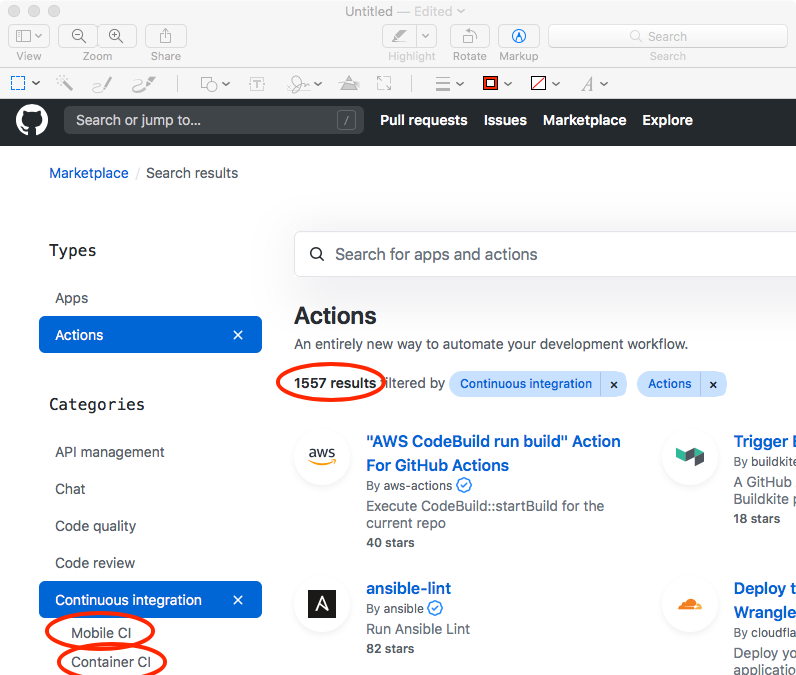 Untitled — Edited
View
Zoom
Share
Highlight
Rotate
Markup
Search
Search
Search or jump to...
/
Pull requests
Issues
Marketplace
Explore
Marketplace / Search results
Types
Apps
Actions
Categories
API management
Chat
Code quality
Code review
Continuous integration
Mobile CI
Container CI
Search for apps and actions
Actions
An entirely new way to automate your development workflow.
1557 results filtered by Continuous integration × Actions ×
aws
"AWS CodeBuild run build" Action
For GitHub Actions
By aws-actions
Execute CodeBuild::startBuild for the
current repo
40 stars
Trigger
By buildkite
A GitHub
Buildkite
18 stars
ansible-lint
By ansible
Run Ansible Lint
82 stars
Deploy t
Wrangle
By cloudfla
Deploy yo
applicatio